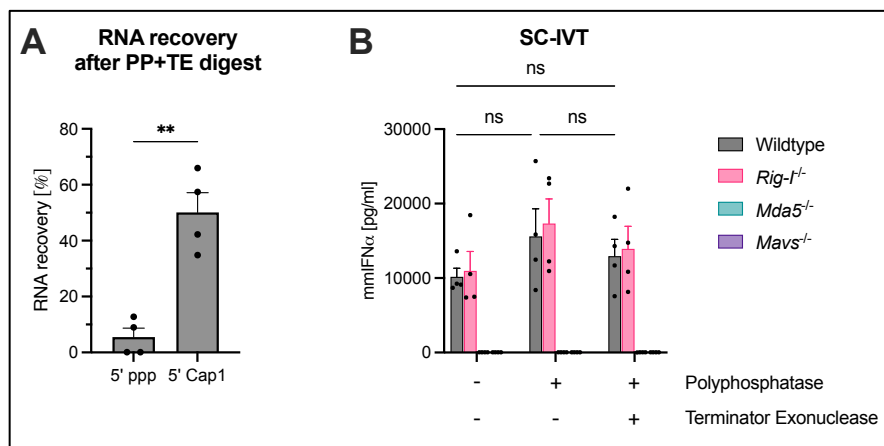 A
RNA recovery
after PP+TE digest
**
RNA recovery [%]
80
60
40
20
0
5' ppp
5' Cap1
B
SC-IVT
ns
ns
ns
mmIFNα [pg/ml]
30000
20000
10000
0
- + + Polyphosphatase
- - + Terminator Exonuclease
Wildtype
Rig-I-/-
Mda5-/-
Mavs-/-